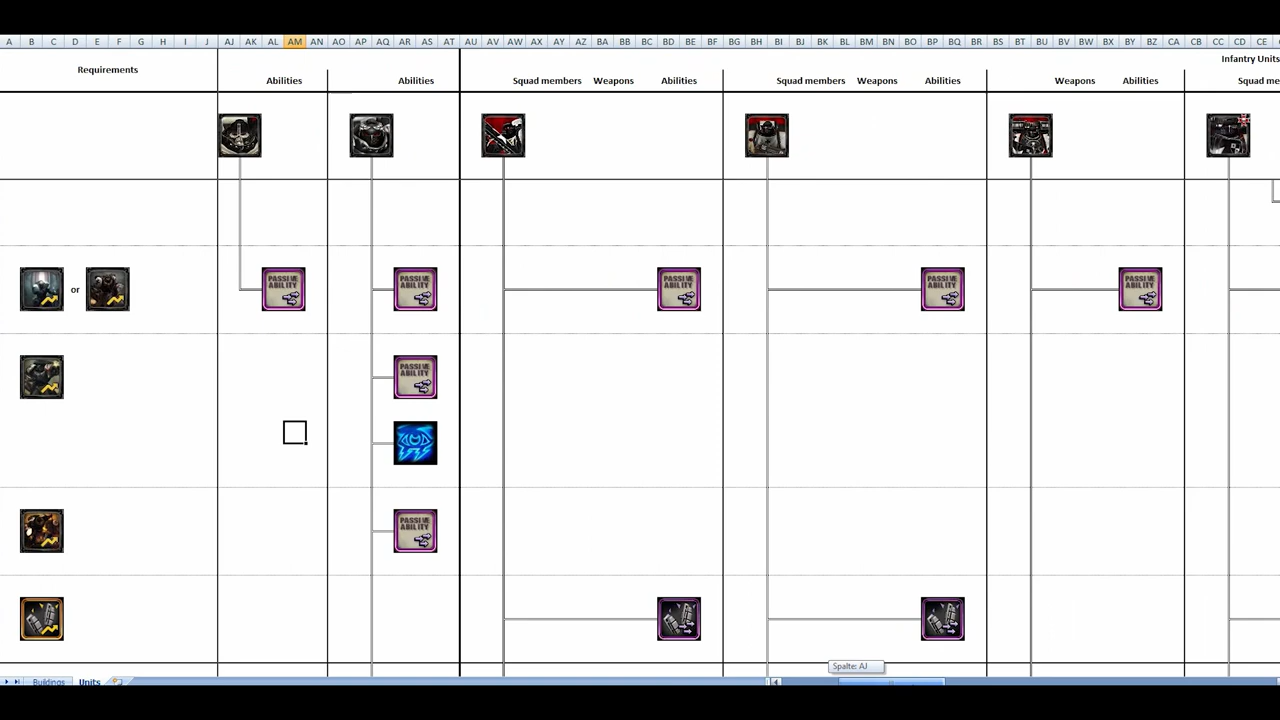 A B C D E F G H I J AJ AK AL AM AN AO AP AQ AR AS AT AU AV AW AX AY AZ BA BB BC BD BE BF BG BH BI BJ BK BL BM BN BO BP BQ BR BS BT BU BV BW BX BY BZ CA CB CC CD CE
Infantry Units
Requirements
Abilities Abilities Squad members Weapons Abilities Squad members Weapons Abilities Weapons Abilities Squad me
or
PASSIVE ABILITY
PASSIVE ABILITY
PASSIVE ABILITY
PASSIVE ABILITY
PASSIVE ABILITY
PASSIVE ABILITY
PASSIVE ABILITY
Spalte: AJ
Buildings Units